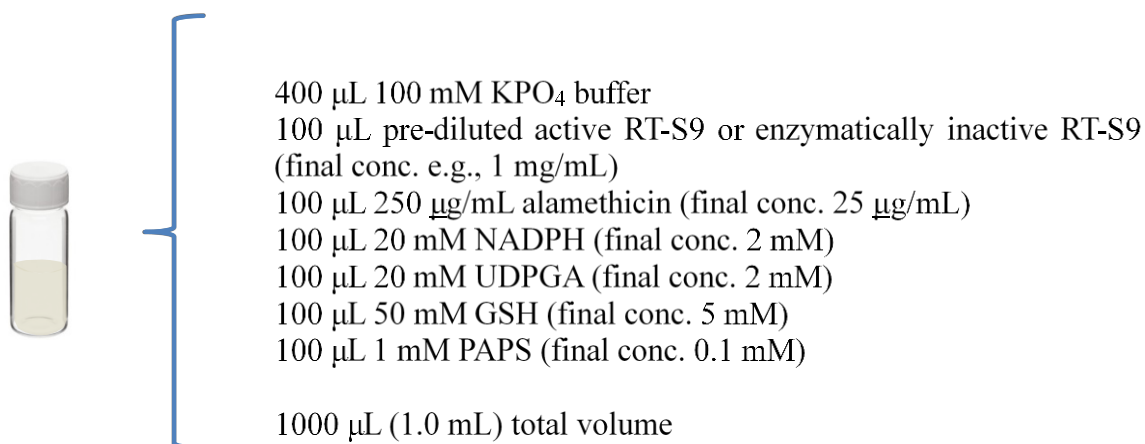 400 μL 100 mM KPO₄ buffer
100 μL pre-diluted active RT-S9 or enzymatically inactive RT-S9
(final conc. e.g., 1 mg/mL)
100 μL 250 μg/mL alamethicin (final conc. 25 μg/mL)
100 μL 20 mM NADPH (final conc. 2 mM)
100 μL 20 mM UDPGA (final conc. 2 mM)
100 μL 50 mM GSH (final conc. 5 mM)
100 μL 1 mM PAPS (final conc. 0.1 mM)
1000 μL (1.0 mL) total volume